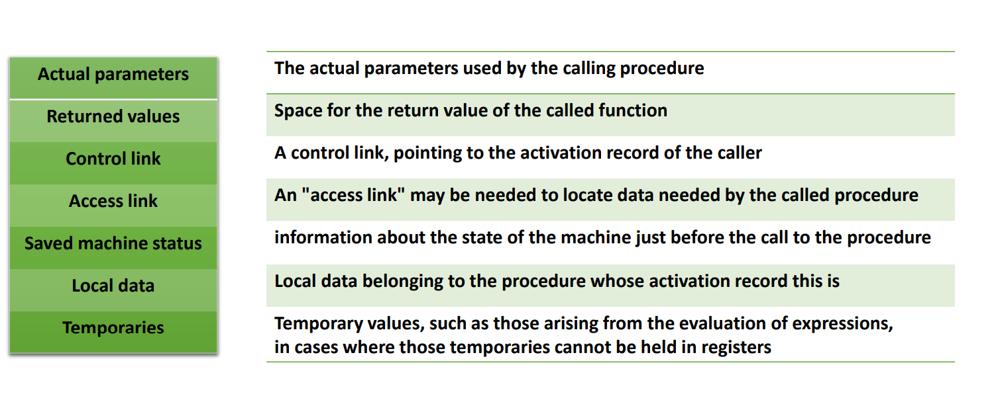 Actual parameters
The actual parameters used by the calling procedure
Returned values
Space for the return value of the called function
Control link
A control link, pointing to the activation record of the caller
Access link
An "access link" may be needed to locate data needed by the called procedure
Saved machine status
information about the state of the machine just before the call to the procedure
Local data
Local data belonging to the procedure whose activation record this is
Temporaries
Temporary values, such as those arising from the evaluation of expressions,
in cases where those temporaries cannot be held in registers